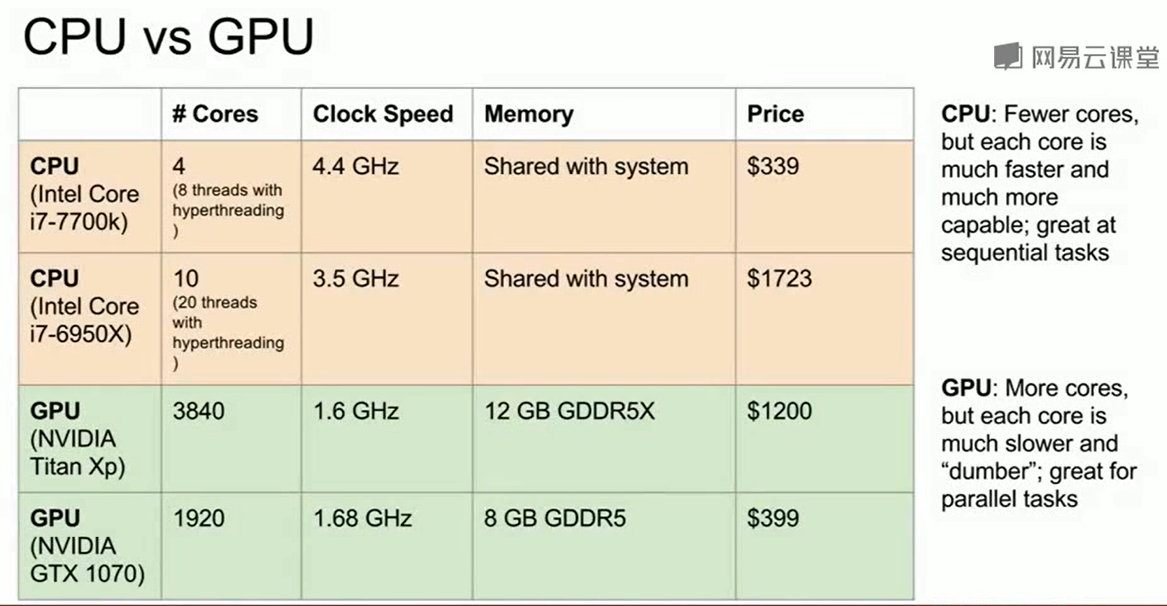 CPU vs GPU
网易云课堂
# Cores
Clock Speed
Memory
Price
CPU
(Intel Core
i7-7700k)
4
(8 threads with
hyperthreading
)
4.4 GHz
Shared with system
$339
CPU
(Intel Core
i7-6950X)
10
(20 threads
with
hyperthreading
)
3.5 GHz
Shared with system
$1723
GPU
(NVIDIA
Titan Xp)
3840
1.6 GHz
12 GB GDDR5X
$1200
GPU
(NVIDIA
GTX 1070)
1920
1.68 GHz
8 GB GDDR5
$399
CPU: Fewer cores,
but each core is
much faster and
much more
capable; great at
sequential tasks
GPU: More cores,
but each core is
much slower and
“dumber”; great for
parallel tasks